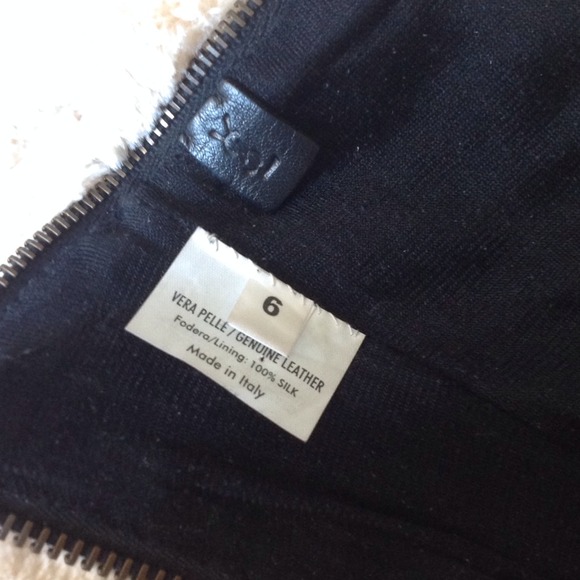 6
VERA PELLE / GENUINE LEATHER
Fodera/Lining: 100% SILK
Made in Italy